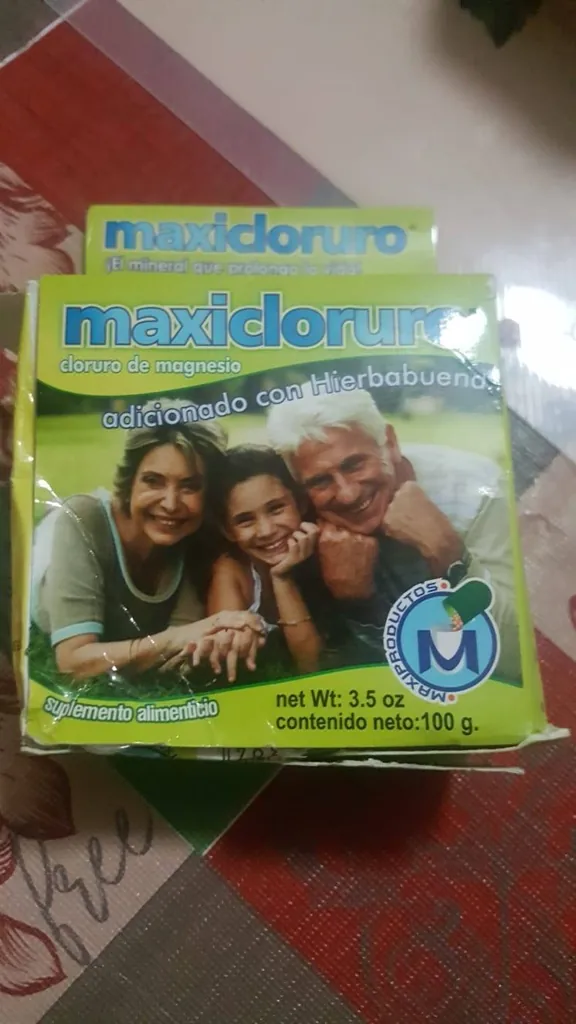 maxicloruro
¡El mineral que prolonga la vida!
maxicloruro
cloruro de magnesio
adicionado con Hierbabuena
MAXIPRODUCTOS
M
suplemento alimenticio
net Wt: 3.5 oz
contenido neto:100 g.